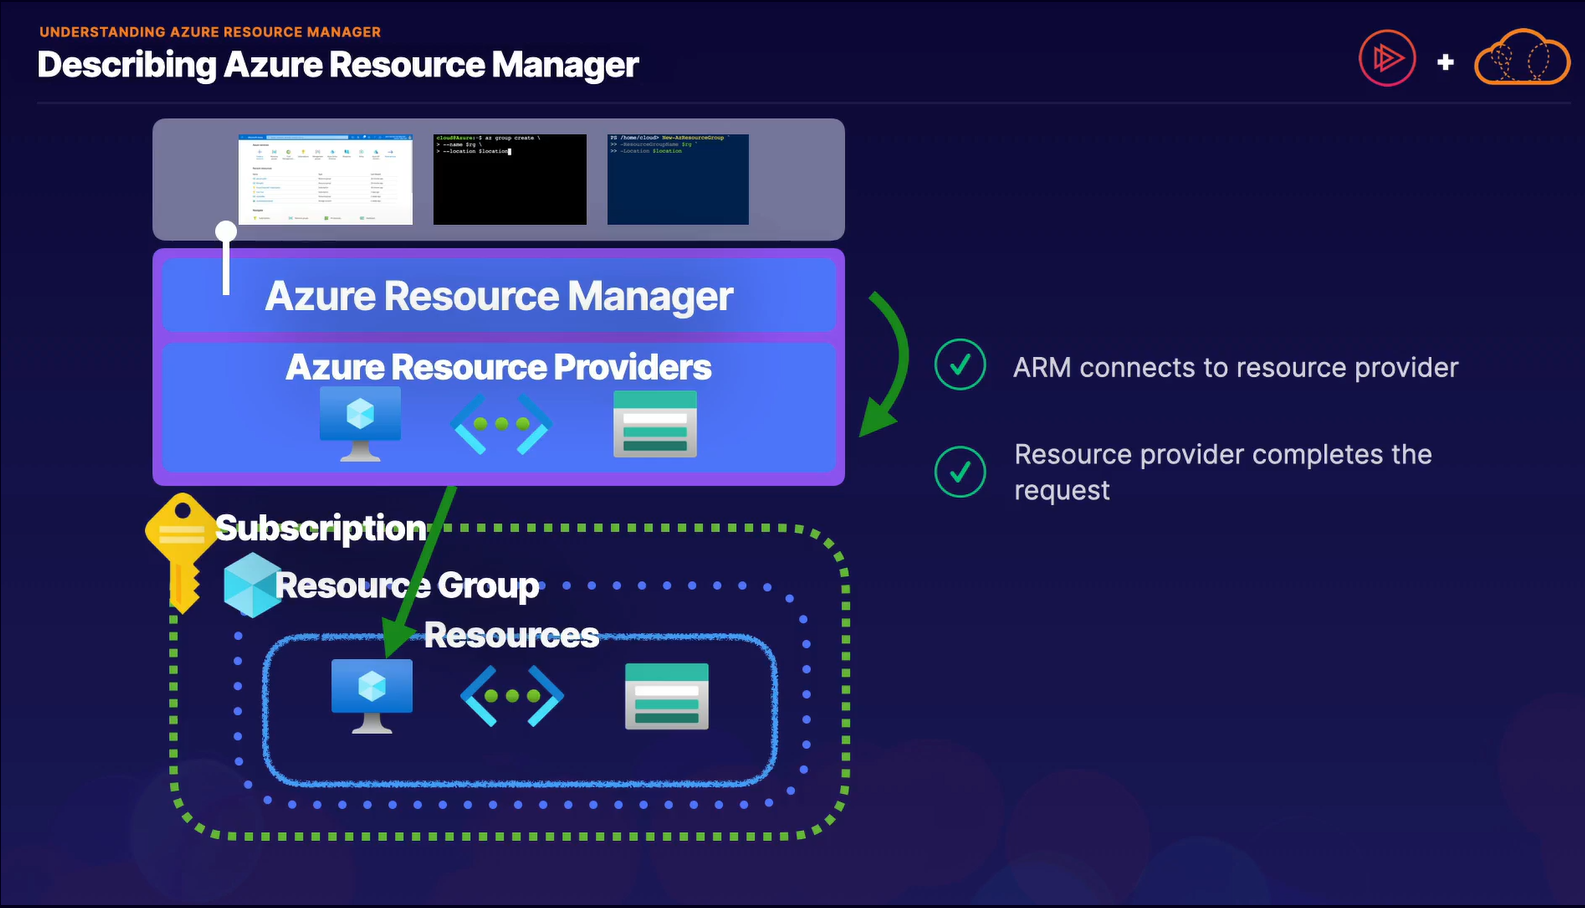 UNDERSTANDING AZURE RESOURCE MANAGER
Describing Azure Resource Manager
cloud@Azure:~$ az group create \
> --name $rg \
> --location $location
PS /home/cloud> New-AzResourceGroup `
>> -ResourceGroupName $rg `
>> -Location $location
Azure Resource Manager
Azure Resource Providers
ARM connects to resource provider
Resource provider completes the
request
Subscription
Resource Group
Resources